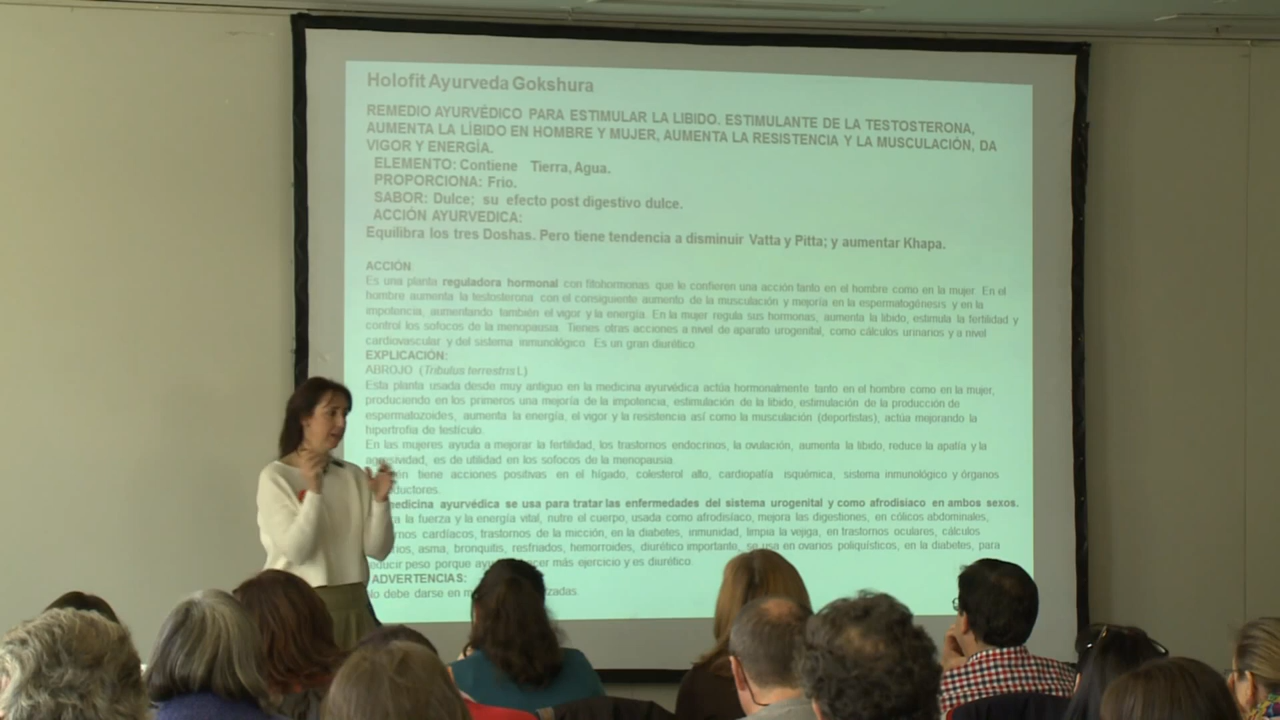 Holofit Ayurveda Gokshura
REMEDIO AYURVÉDICO PARA ESTIMULAR LA LIBIDO. ESTIMULANTE DE LA TESTOSTERONA,
AUMENTA LA LÍBIDO EN HOMBRE Y MUJER, AUMENTA LA RESISTENCIA Y LA MUSCULACIÓN, DA
VIGOR Y ENERGÍA.
ELEMENTO: Contiene Tierra, Agua.
PROPORCIONA: Frio.
SABOR: Dulce; su efecto post digestivo dulce.
ACCIÓN AYURVEDICA:
Equilibra los tres Doshas. Pero tiene tendencia a disminuir Vatta y Pitta; y aumentar Khapa.
ACCIÓN:
Es una planta reguladora hormonal con fitohormonas que le confieren una acción tanto en el hombre como en la mujer. En el
hombre aumenta la testosterona con el consiguiente aumento de la musculación y mejoría en la espermatogénesis y en la
impotencia, aumentando también el vigor y la energía. En la mujer regula sus hormonas, aumenta la libido, estimula la fertilidad y
control los sofocos de la menopausia. Tienes otras acciones a nivel de aparato urogenital, como cálculos urinarios y a nivel
cardiovascular y del sistema inmunológico. Es un gran diurético.
EXPLICACIÓN:
ABROJO (Tribulus terrestris L)
Esta planta usada desde muy antiguo en la medicina ayurvédica actúa hormonalmente tanto en el hombre como en la mujer,
produciendo en los primeros una mejoría de la impotencia, estimulación de la libido, estimulación de la producción de
espermatozoides, aumenta la energía, el vigor y la resistencia así como la musculación (deportistas), actúa mejorando la
hipertrofia de testículo.
En las mujeres ayuda a mejorar la fertilidad, los trastornos endocrinos, la ovulación, aumenta la libido, reduce la apatía y la
agresividad, es de utilidad en los sofocos de la menopausia.
tiene acciones positivas en el hígado, colesterol alto, cardiopatía isquémica, sistema inmunológico y órganos
ductores.
medicina ayurvédica se usa para tratar las enfermedades del sistema urogenital y como afrodisiaco en ambos sexos.
la fuerza y la energía vital, nutre el cuerpo, usada como afrodisíaco, mejora las digestiones, en cólicos abdominales,
rnos cardíacos, trastornos de la micción, en la diabetes, inmunidad, limpia la vejiga, en trastornos oculares, cálculos
rios, asma, bronquitis, resfriados, hemorroides, diurético importante, se usa en ovarios poliquísticos, en la diabetes, para
educir peso porque ayu cer más ejercicio y es diurético.
ADVERTENCIAS:
No debe darse en m zadas.